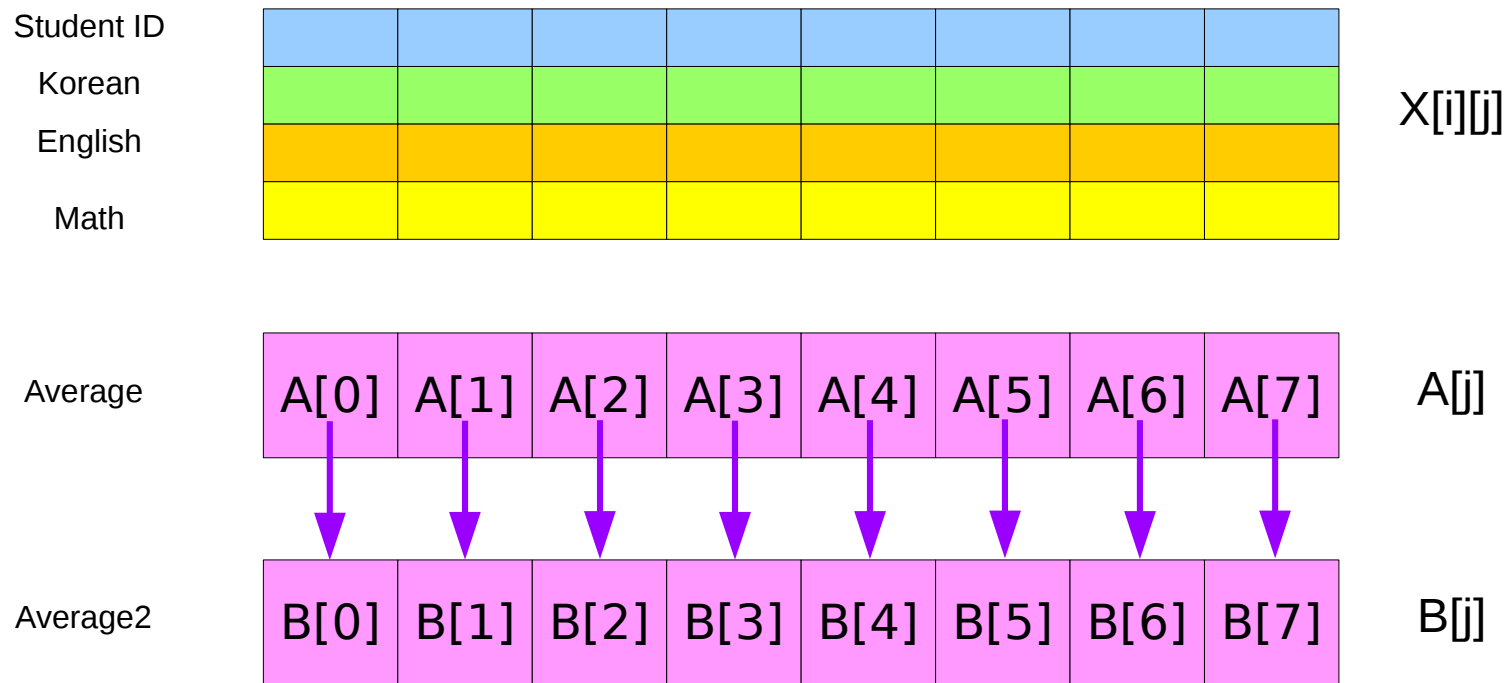 Student ID
Korean
English
Math
X[i][j]
Average
A[0] A[1] A[2] A[3] A[4] A[5] A[6] A[7]
A[j]
Average2
B[0] B[1] B[2] B[3] B[4] B[5] B[6] B[7]
B[j]